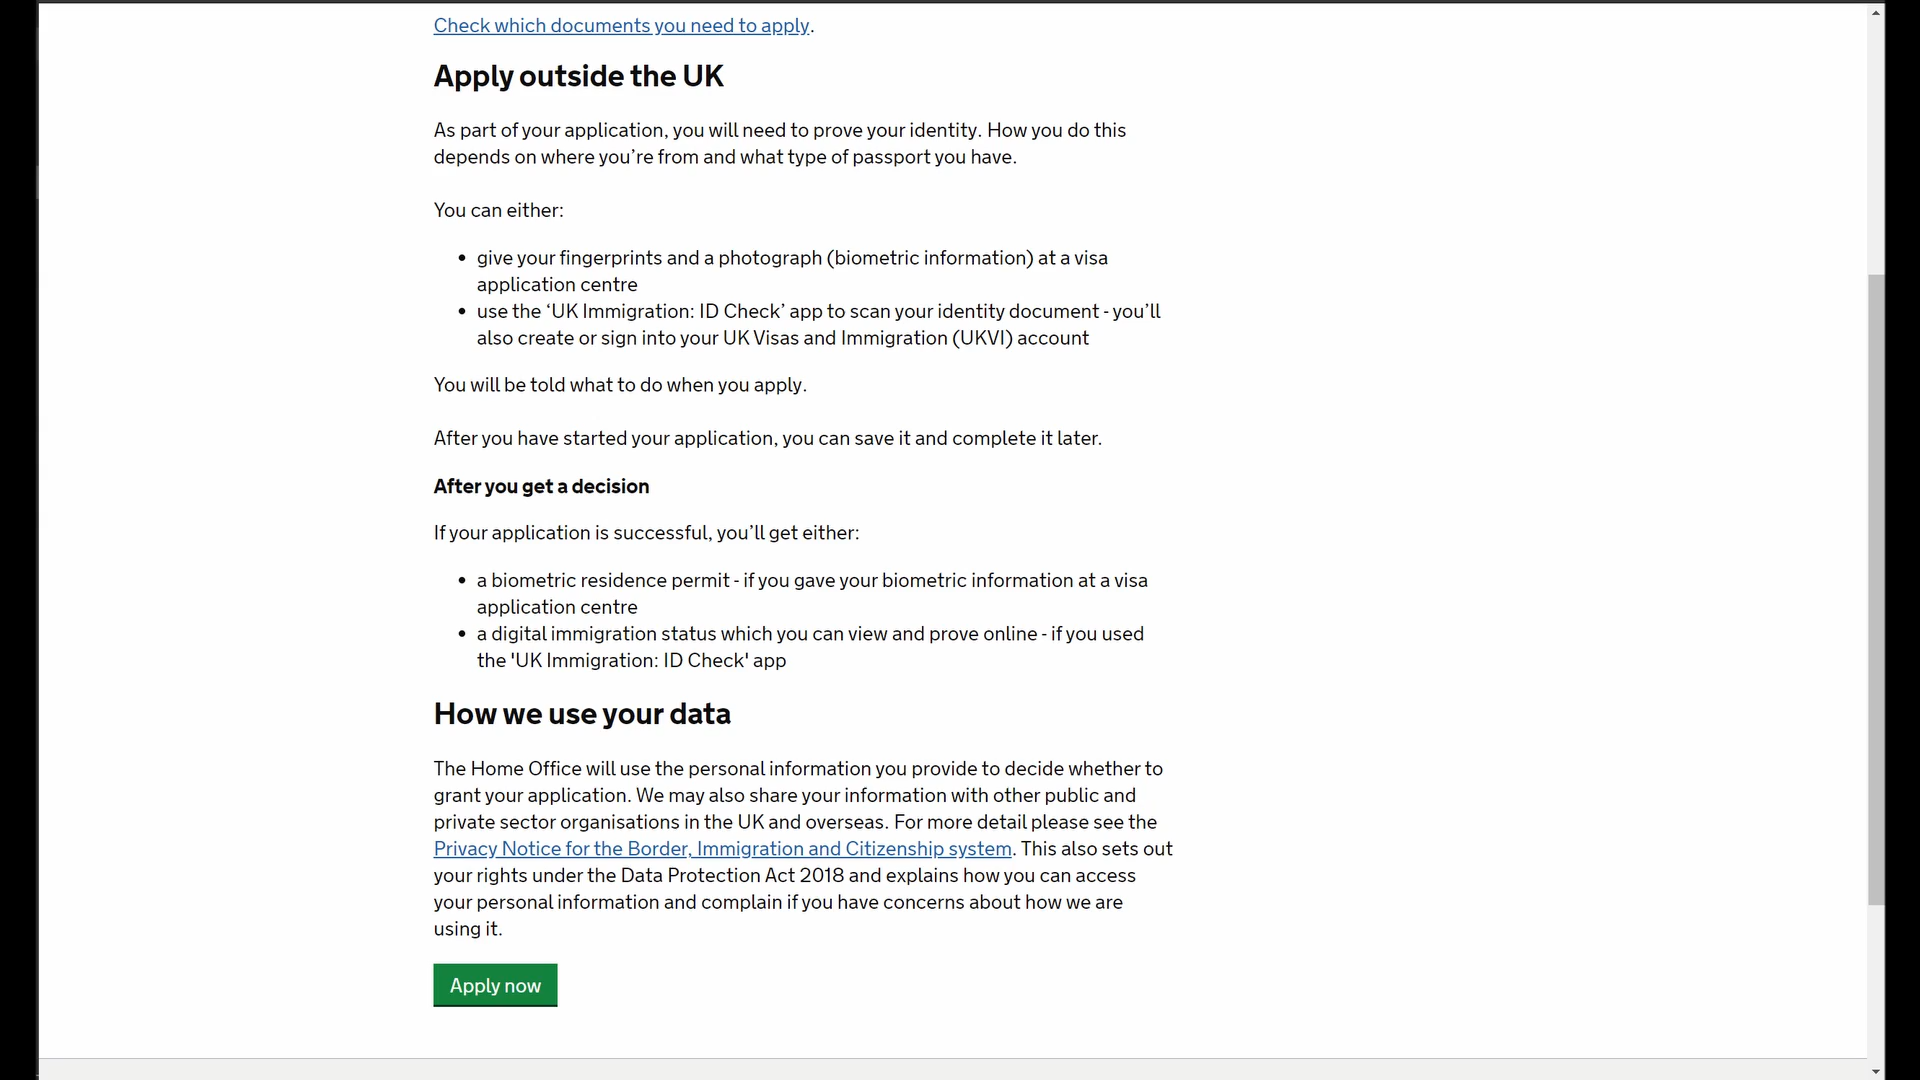 Check which documents you need to apply.
Apply outside the UK
As part of your application, you will need to prove your identity. How you do this
depends on where you’re from and what type of passport you have.
You can either:
• give your fingerprints and a photograph (biometric information) at a visa
application centre
• use the ‘UK Immigration: ID Check’ app to scan your identity document - you’ll
also create or sign into your UK Visas and Immigration (UKVI) account
You will be told what to do when you apply.
After you have started your application, you can save it and complete it later.
After you get a decision
If your application is successful, you’ll get either:
• a biometric residence permit - if you gave your biometric information at a visa
application centre
• a digital immigration status which you can view and prove online - if you used
the 'UK Immigration: ID Check' app
How we use your data
The Home Office will use the personal information you provide to decide whether to
grant your application. We may also share your information with other public and
private sector organisations in the UK and overseas. For more detail please see the
Privacy Notice for the Border, Immigration and Citizenship system. This also sets out
your rights under the Data Protection Act 2018 and explains how you can access
your personal information and complain if you have concerns about how we are
using it.
Apply now